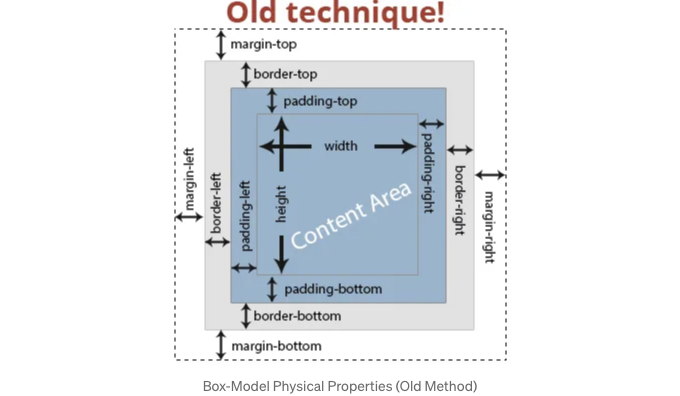 Old technique!
margin-top
border-top
padding-top
width
height
Content Area
margin-left
border-left
padding-left
padding-right
border-right
margin-right
padding-bottom
border-bottom
margin-bottom
Box-Model Physical Properties (Old Method)